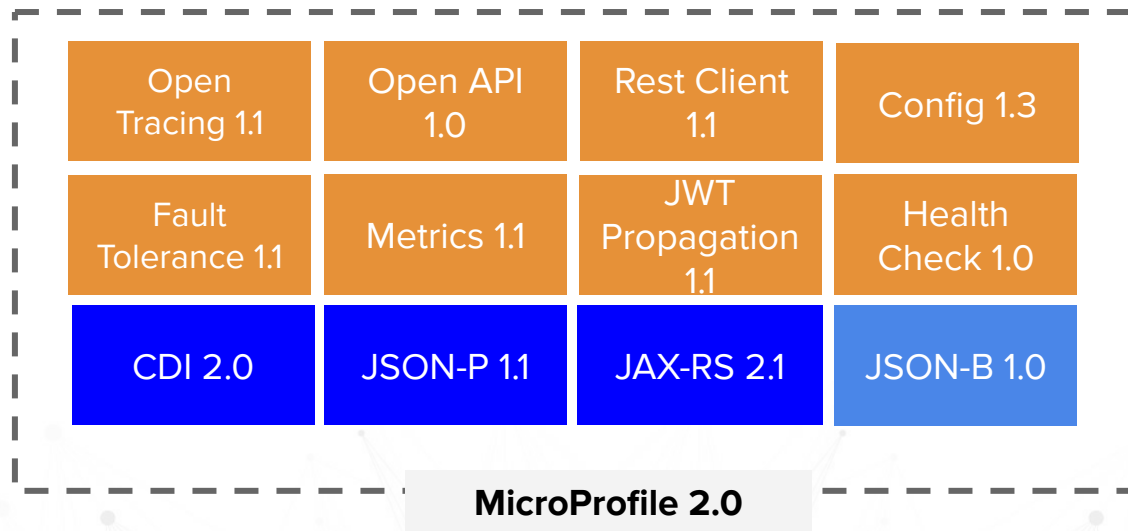 Open
Tracing 1.1
Open API
1.0
Rest Client
1.1
Config 1.3
Fault
Tolerance 1.1
Metrics 1.1
JWT
Propagation
1.1
Health
Check 1.0
CDI 2.0
JSON-P 1.1
JAX-RS 2.1
JSON-B 1.0
MicroProfile 2.0